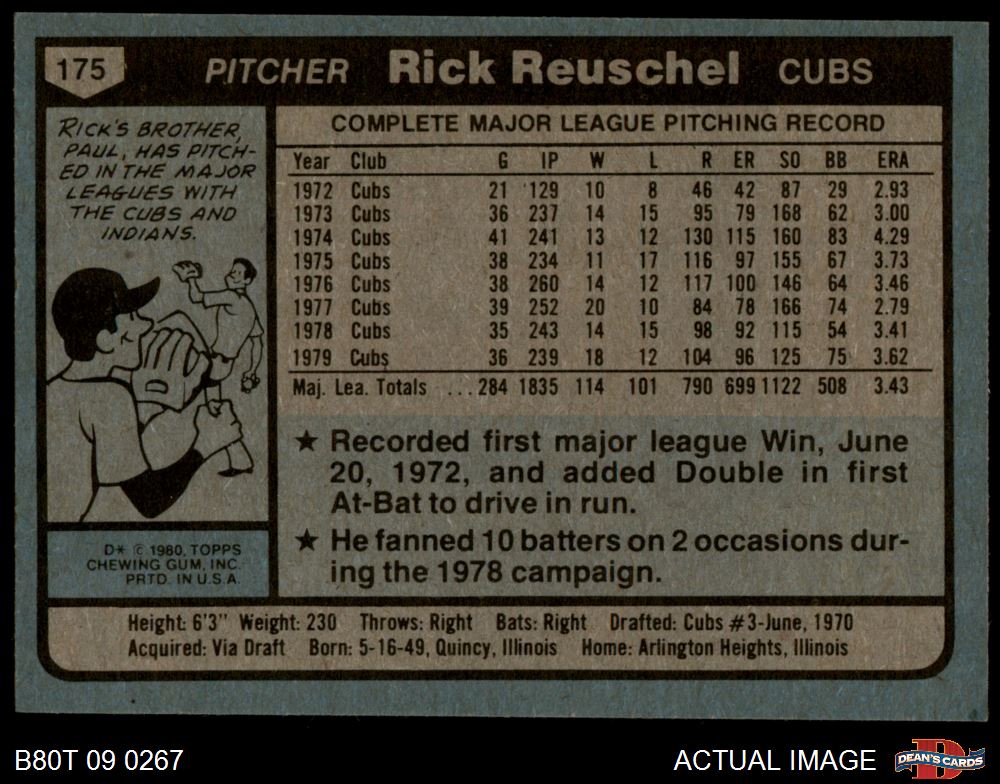 175 PITCHER Rick Reuschel CUBS
RICK'S BROTHER,
PAUL, HAS PITCH-
ED IN THE MAJOR
LEAGUES WITH
THE CUBS AND
INDIANS.
COMPLETE MAJOR LEAGUE PITCHING RECORD
Year Club G IP W L R ER SO BB ERA
1972 Cubs 21 129 10 8 46 42 87 29 2.93
1973 Cubs 36 237 14 15 95 79 168 62 3.00
1974 Cubs 41 241 13 12 130 115 160 83 4.29
1975 Cubs 38 234 11 17 116 97 155 67 3.73
1976 Cubs 38 260 14 12 117 100 146 64 3.46
1977 Cubs 39 252 20 10 84 78 166 74 2.79
1978 Cubs 35 243 14 15 98 92 115 54 3.41
1979 Cubs 36 239 18 12 104 96 125 75 3.62
Maj. Lea. Totals ... 284 1835 114 101 790 699 1122 508 3.43
★ Recorded first major league Win, June
20, 1972, and added Double in first
At-Bat to drive in run.
★ He fanned 10 batters on 2 occasions dur-
ing the 1978 campaign.
D* © 1980, TOPPS
CHEWING GUM, INC.
PRTD. IN U.S.A.
Height: 6'3" Weight: 230 Throws: Right Bats: Right Drafted: Cubs #3-June, 1970
Acquired: Via Draft Born: 5-16-49, Quincy, Illinois Home: Arlington Heights, Illinois
B80T 09 0267 ACTUAL IMAGE
DEAN'S CARDS